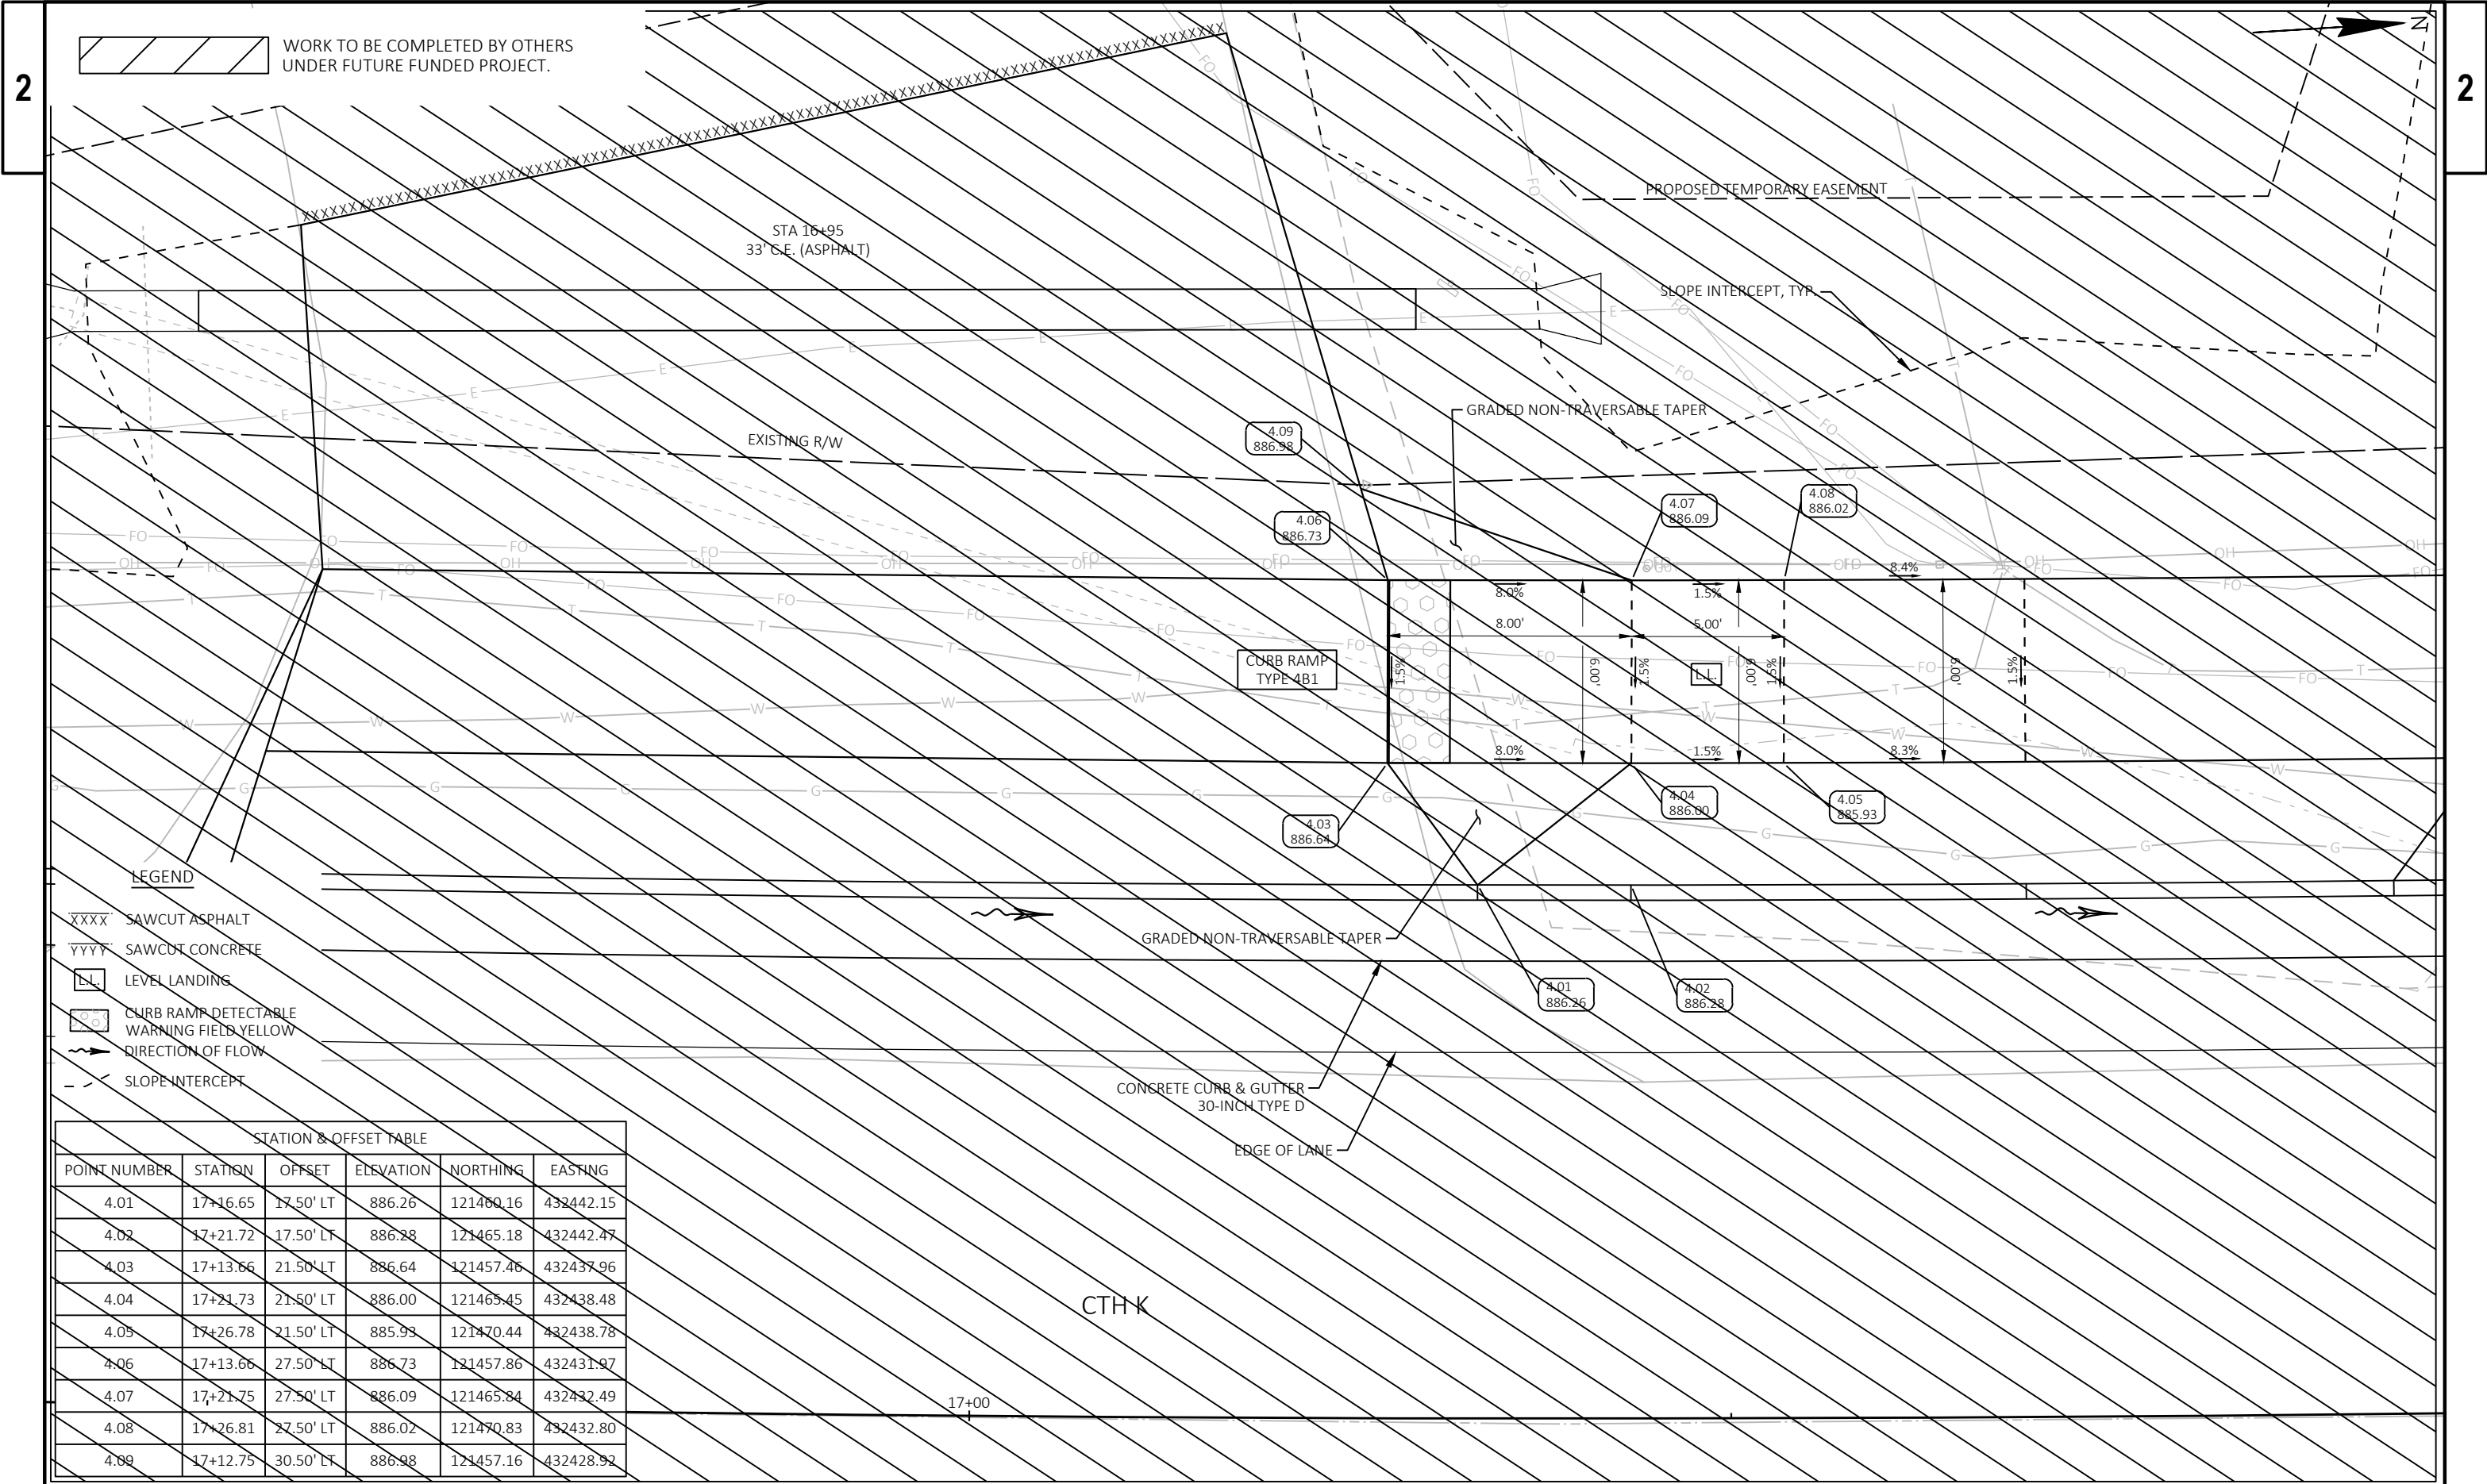 2
2
WORK TO BE COMPLETED BY OTHERS
UNDER FUTURE FUNDED PROJECT.
N
PROPOSED TEMPORARY EASEMENT
STA 16+95
33' C.E. (ASPHALT)
SLOPE INTERCEPT, TYP.
GRADED NON-TRAVERSABLE TAPER
EXISTING R/W
4.09
886.98
4.07
886.09
4.08
886.02
4.06
886.73
8.0%
1.5%
8.4%
8.00'
5.00'
CURB RAMP
TYPE 4B1
1.5%
6.00'
1.5%
L.L.
6.00'
1.5%
6.00'
1.5%
8.0%
1.5%
8.3%
4.03
886.64
4.04
886.00
4.05
885.93
LEGEND
XXXX SAWCUT ASPHALT
YYYY SAWCUT CONCRETE
L.L. LEVEL LANDING
CURB RAMP DETECTABLE
WARNING FIELD YELLOW
DIRECTION OF FLOW
SLOPE INTERCEPT
GRADED NON-TRAVERSABLE TAPER
4.01
886.26
4.02
886.28
CONCRETE CURB & GUTTER
30-INCH TYPE D
EDGE OF LANE
STATION & OFFSET TABLE
POINT NUMBER STATION OFFSET ELEVATION NORTHING EASTING
4.01 17+16.65 17.50' LT 886.26 121460.16 432442.15
4.02 17+21.72 17.50' LT 886.28 121465.18 432442.47
4.03 17+13.66 21.50' LT 886.64 121457.46 432437.96
4.04 17+21.73 21.50' LT 886.00 121465.45 432438.48
4.05 17+26.78 21.50' LT 885.93 121470.44 432438.78
4.06 17+13.66 27.50' LT 886.73 121457.86 432431.97
4.07 17+21.75 27.50' LT 886.09 121465.84 432432.49
4.08 17+26.81 27.50' LT 886.02 121470.83 432432.80
4.09 17+12.75 30.50' LT 886.98 121457.16 432428.92
CTH K
17+00